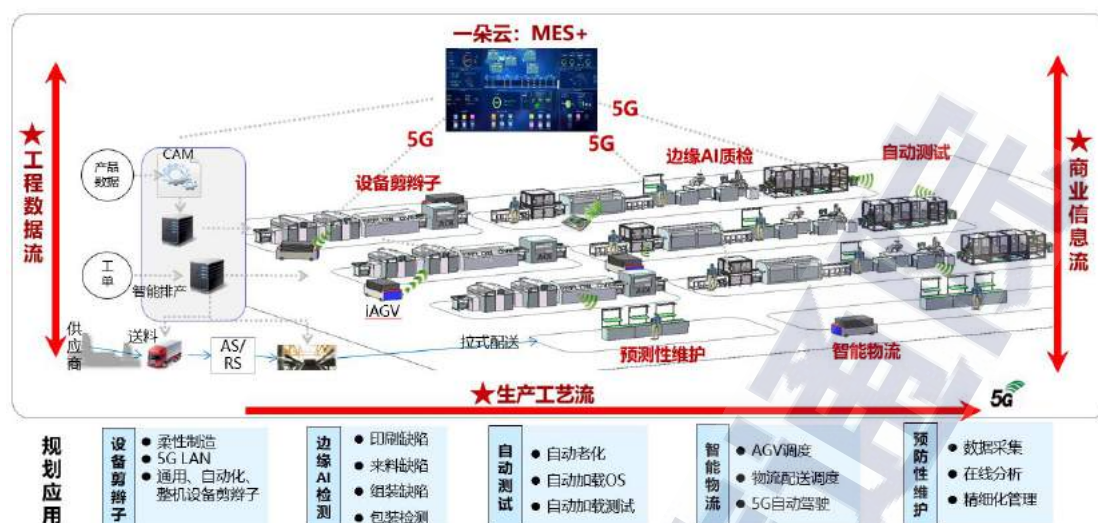 一朵云：MES+
5G
5G
5G
★工程数据流
★商业信息流
产品
数据
CAM
设备剪辫子
边缘AI质检
自动测试
工
单
智能排产
iAGV
供应商
送料
AS/
RS
拉式配送
预测性维护
智能物流
★生产工艺流
5G
规划应用
设备剪辫子
● 柔性制造
● 5G LAN
● 通用、自动化、
整机设备剪辫子
边缘AI检测
● 印刷缺陷
● 来料缺陷
● 组装缺陷
● 包装检测
自动测试
● 自动老化
● 自动加载OS
● 自动加载测试
智能物流
● AGV调度
● 物流配送调度
● 5G自动驾驶
预防性维护
● 数据采集
● 在线分析
● 精细化管理